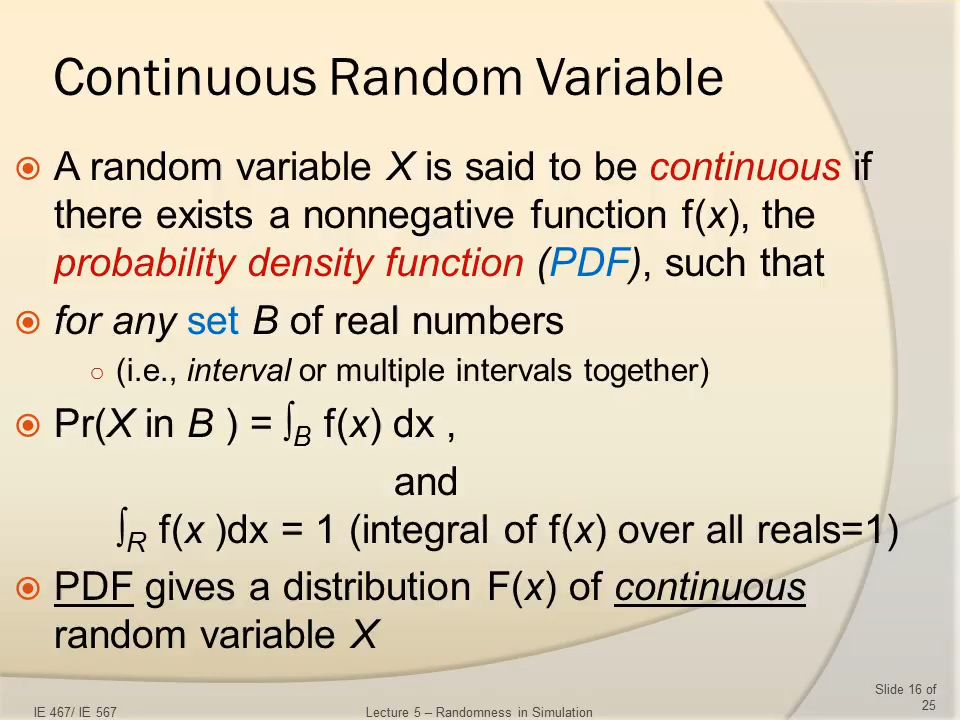 Continuous Random Variable
A random variable X is said to be continuous if
there exists a nonnegative function f(x), the
probability density function (PDF), such that
for any set B of real numbers
(i.e., interval or multiple intervals together)
Pr(X in B ) = ∫B f(x) dx ,
and
∫R f(x )dx = 1 (integral of f(x) over all reals=1)
PDF gives a distribution F(x) of continuous
random variable X
Slide 16 of
25
IE 467/ IE 567
Lecture 5 – Randomness in Simulation